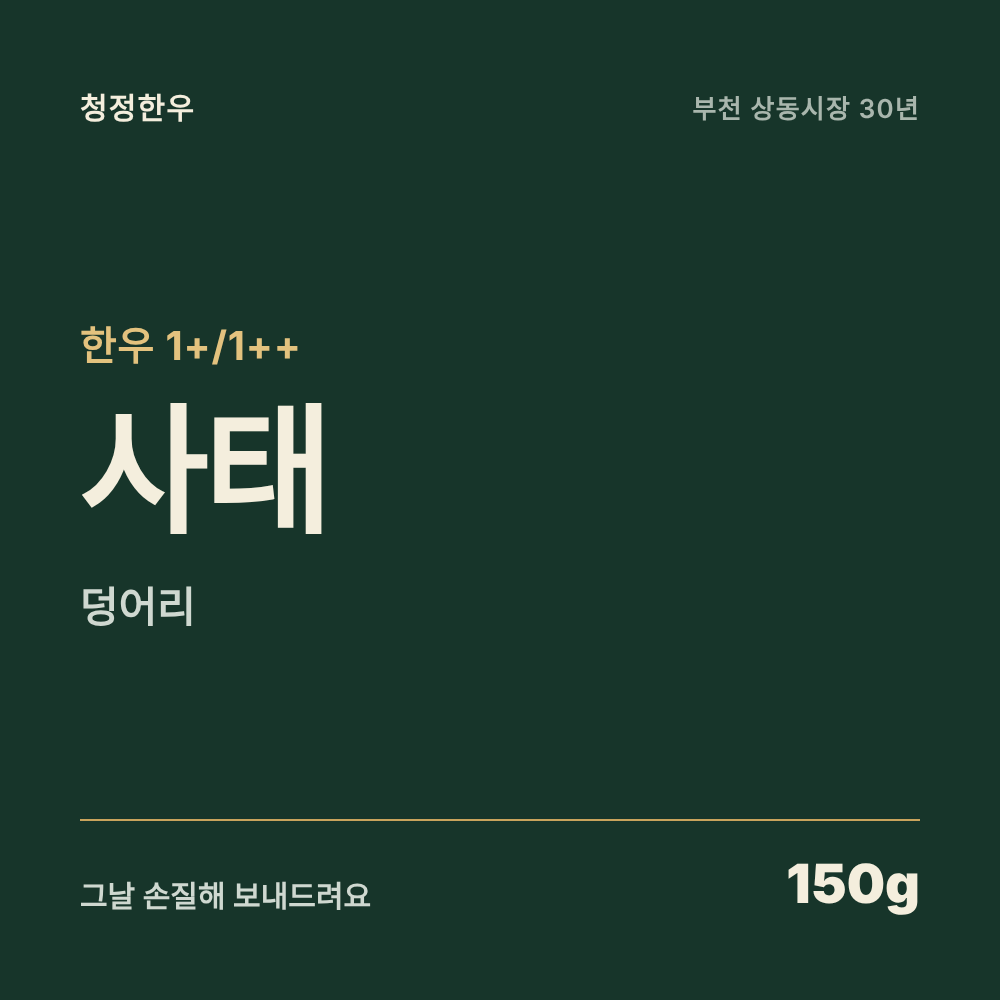 청정한우
부천 상동시장 30년
한우 1+/1++
사태
덩어리
그날 손질해 보내드려요
150g